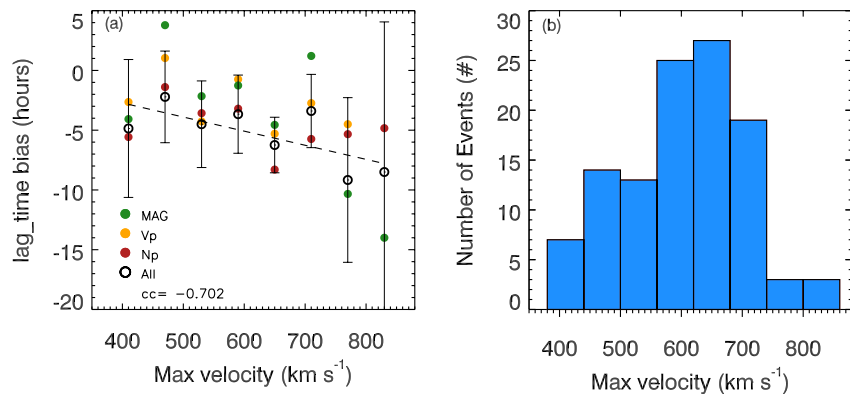 (a)
5
0
-5
-10
-15
-20
lag_time bias (hours)
MAG
Vp
Np
All
cc= -0.702
400 500 600 700 800
Max velocity (km s-1)
(b)
30
25
20
15
10
5
0
Number of Events (#)
400 500 600 700 800
Max velocity (km s-1)